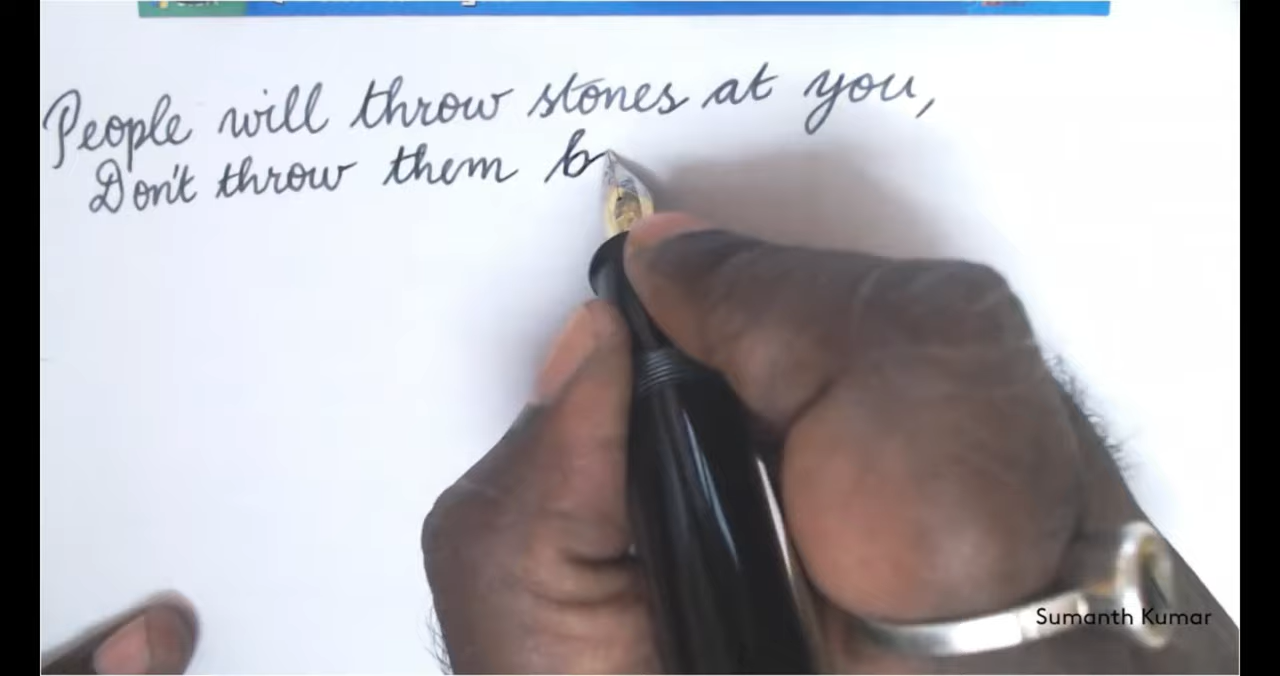 People will throw stones at you,
Don't throw them b
Sumanth Kumar